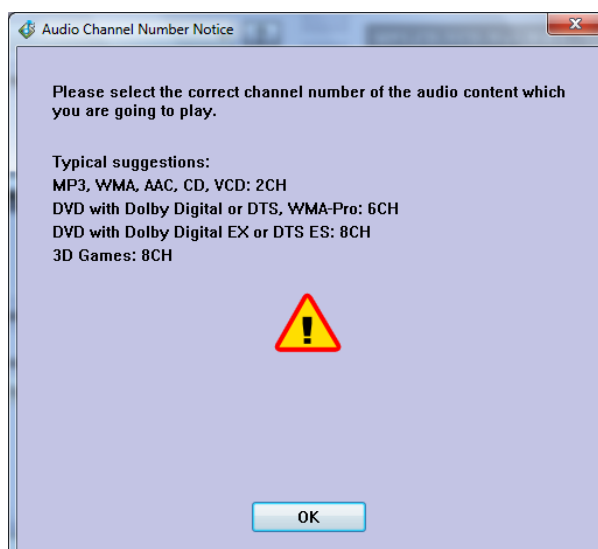 Audio Channel Number Notice
Please select the correct channel number of the audio content which
you are going to play.
Typical suggestions:
MP3, WMA, AAC, CD, VCD: 2CH
DVD with Dolby Digital or DTS, WMA-Pro: 6CH
DVD with Dolby Digital EX or DTS ES: 8CH
3D Games: 8CH
OK